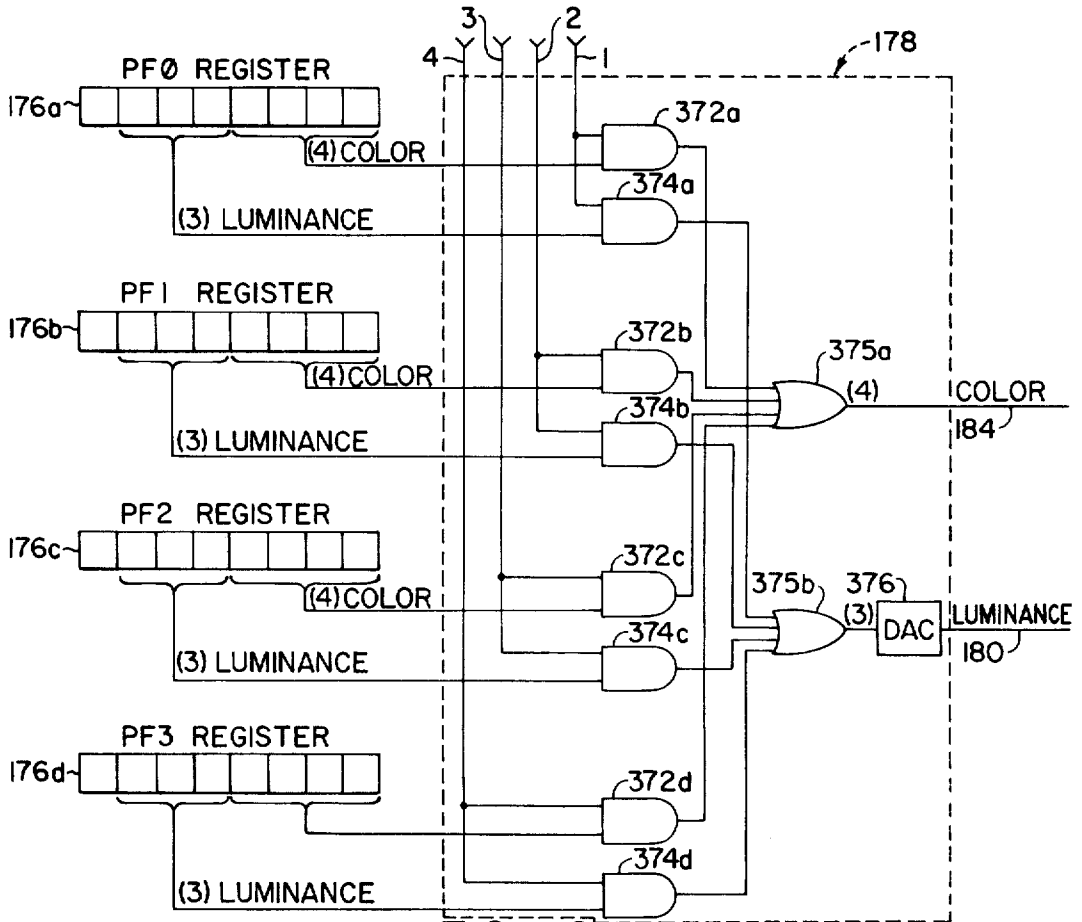 3
2
4
1
178
PFØ REGISTER
176a
372a
(4) COLOR
374a
(3) LUMINANCE
PF1 REGISTER
176b
372b
375a
(4) COLOR
(4)
COLOR
374b
184
(3) LUMINANCE
PF2 REGISTER
176c
372c
375b
376
(4) COLOR
(3)
DAC
LUMINANCE
374c
180
(3) LUMINANCE
PF3 REGISTER
176d
372d
374d
(3) LUMINANCE